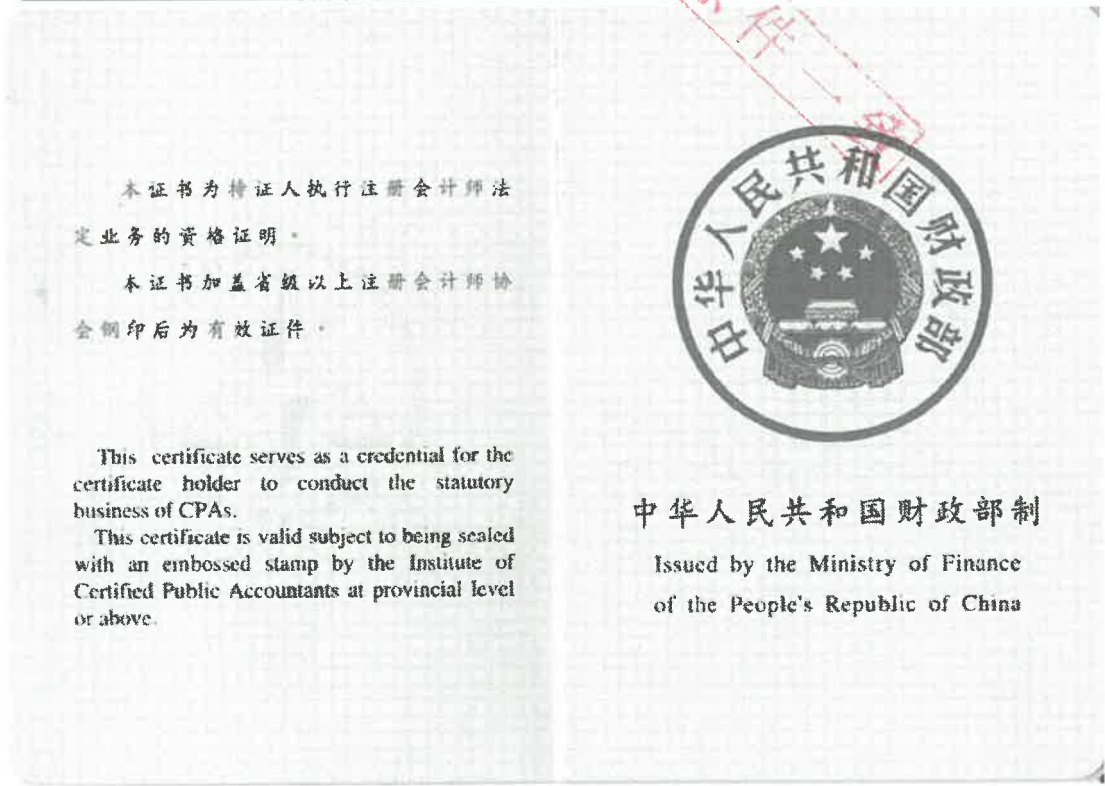 本证书为持证人执行注册会计师法
定业务的资格证明。
本证书加盖省级以上注册会计师协
会钢印后为有效证件。
This certificate serves as a credential for the
certificate holder to conduct the statutory
business of CPAs.
This certificate is valid subject to being sealed
with an embossed stamp by the Institute of
Certified Public Accountants at provincial level
or above.
件一
中华人民共和国财政部
中华人民共和国财政部制
Issued by the Ministry of Finance
of the People's Republic of China